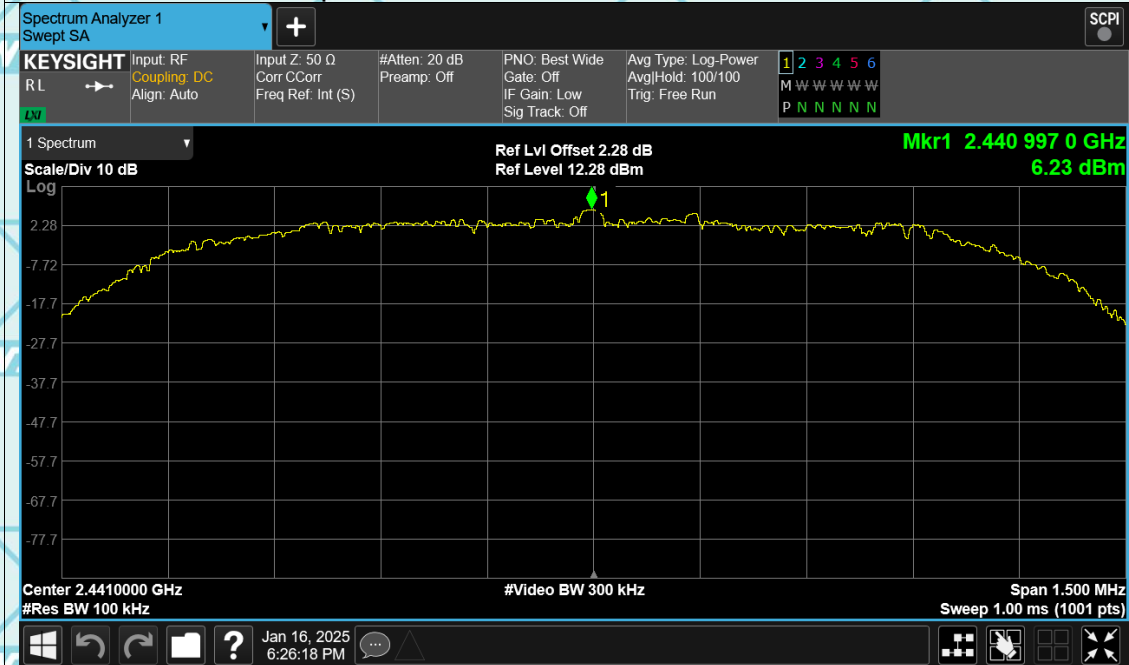 Spectrum Analyzer 1
Swept SA
+
SCPI
KEYSIGHT
R L
LXI
Input: RF
Coupling: DC
Align: Auto
Input Z: 50 Ω
Corr CCorr
Freq Ref: Int (S)
#Atten: 20 dB
Preamp: Off
PNO: Best Wide
Gate: Off
IF Gain: Low
Sig Track: Off
Avg Type: Log-Power
Avg|Hold: 100/100
Trig: Free Run
1 2 3 4 5 6
M W W W W W
P N N N N N
1 Spectrum
Scale/Div 10 dB
Log
Ref Lvl Offset 2.28 dB
Ref Level 12.28 dBm
Mkr1 2.440 997 0 GHz
6.23 dBm
1
2.28
-7.72
-17.7
-27.7
-37.7
-47.7
-57.7
-67.7
-77.7
Center 2.4410000 GHz
#Video BW 300 kHz
Span 1.500 MHz
#Res BW 100 kHz
Sweep 1.00 ms (1001 pts)
?
Jan 16, 2025
6:26:18 PM